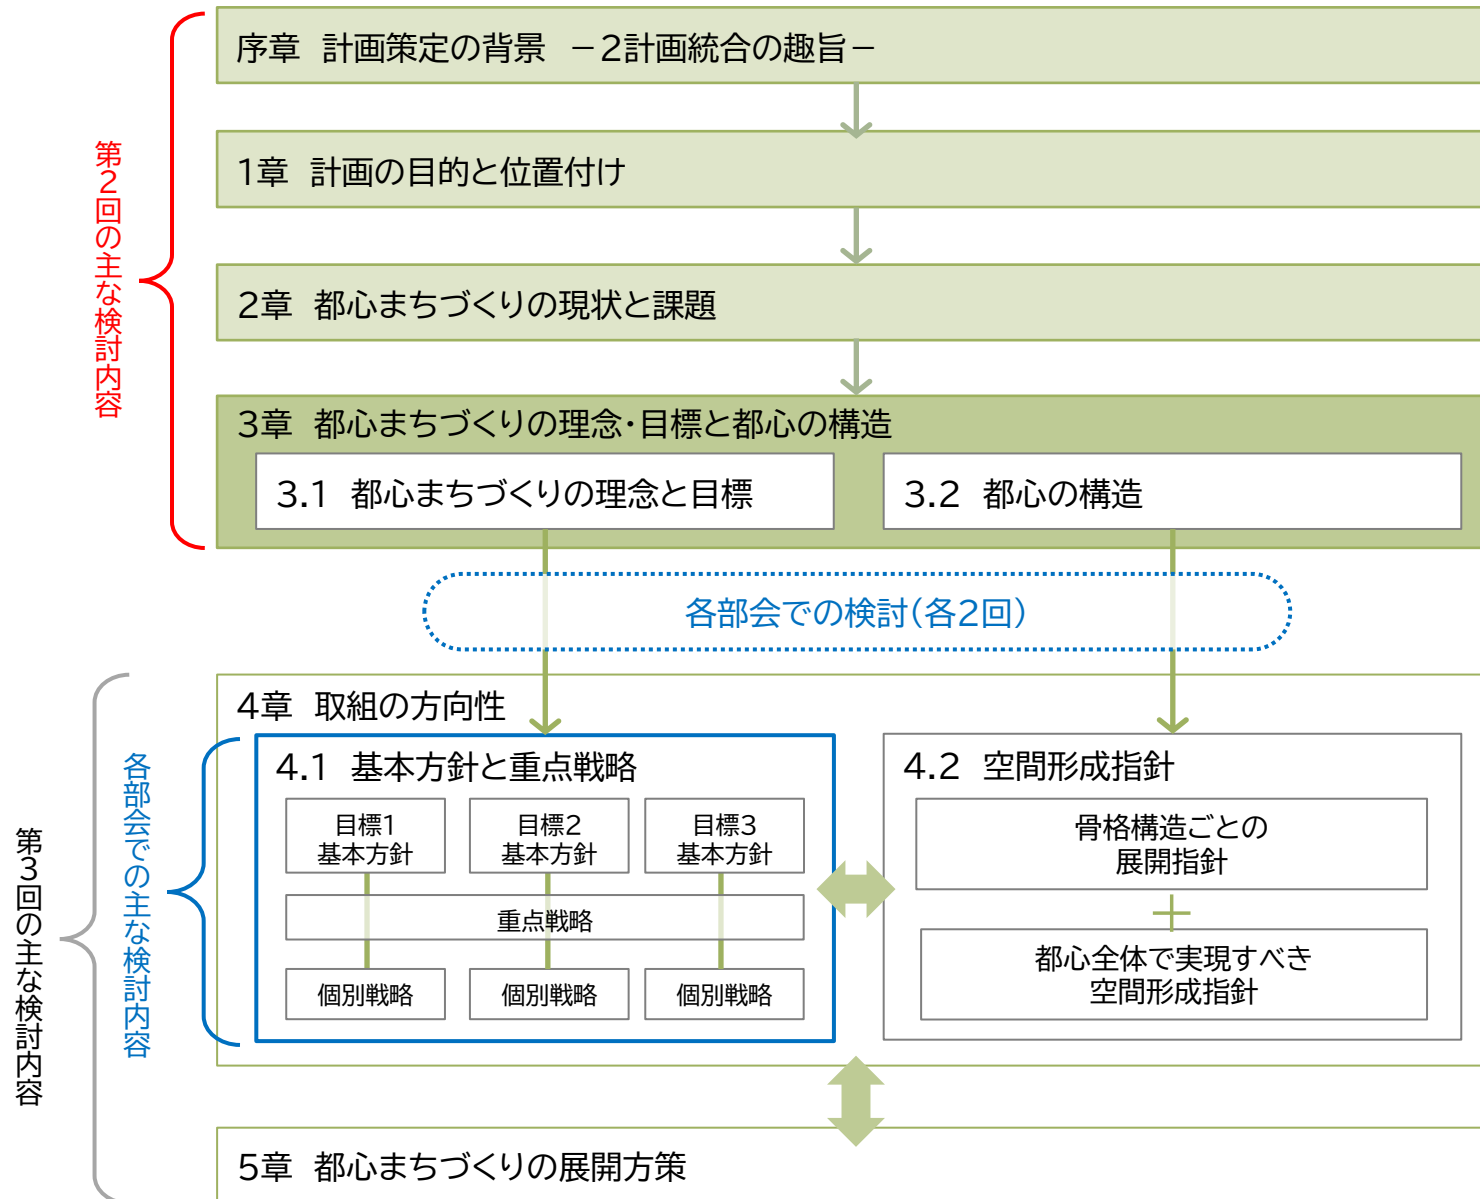 序章 計画策定の背景 －2計画統合の趣旨－
1章 計画の目的と位置付け
第2回の主な検討内容
2章 都心まちづくりの現状と課題
3章 都心まちづくりの理念・目標と都心の構造
3.1 都心まちづくりの理念と目標
3.2 都心の構造
各部会での検討(各2回)
4章 取組の方向性
各部会での主な検討内容
第3回の主な検討内容
4.1 基本方針と重点戦略
目標1
基本方針
目標2
基本方針
目標3
基本方針
重点戦略
個別戦略
個別戦略
個別戦略
4.2 空間形成指針
骨格構造ごとの
展開指針
＋
都心全体で実現すべき
空間形成指針
5章 都心まちづくりの展開方策